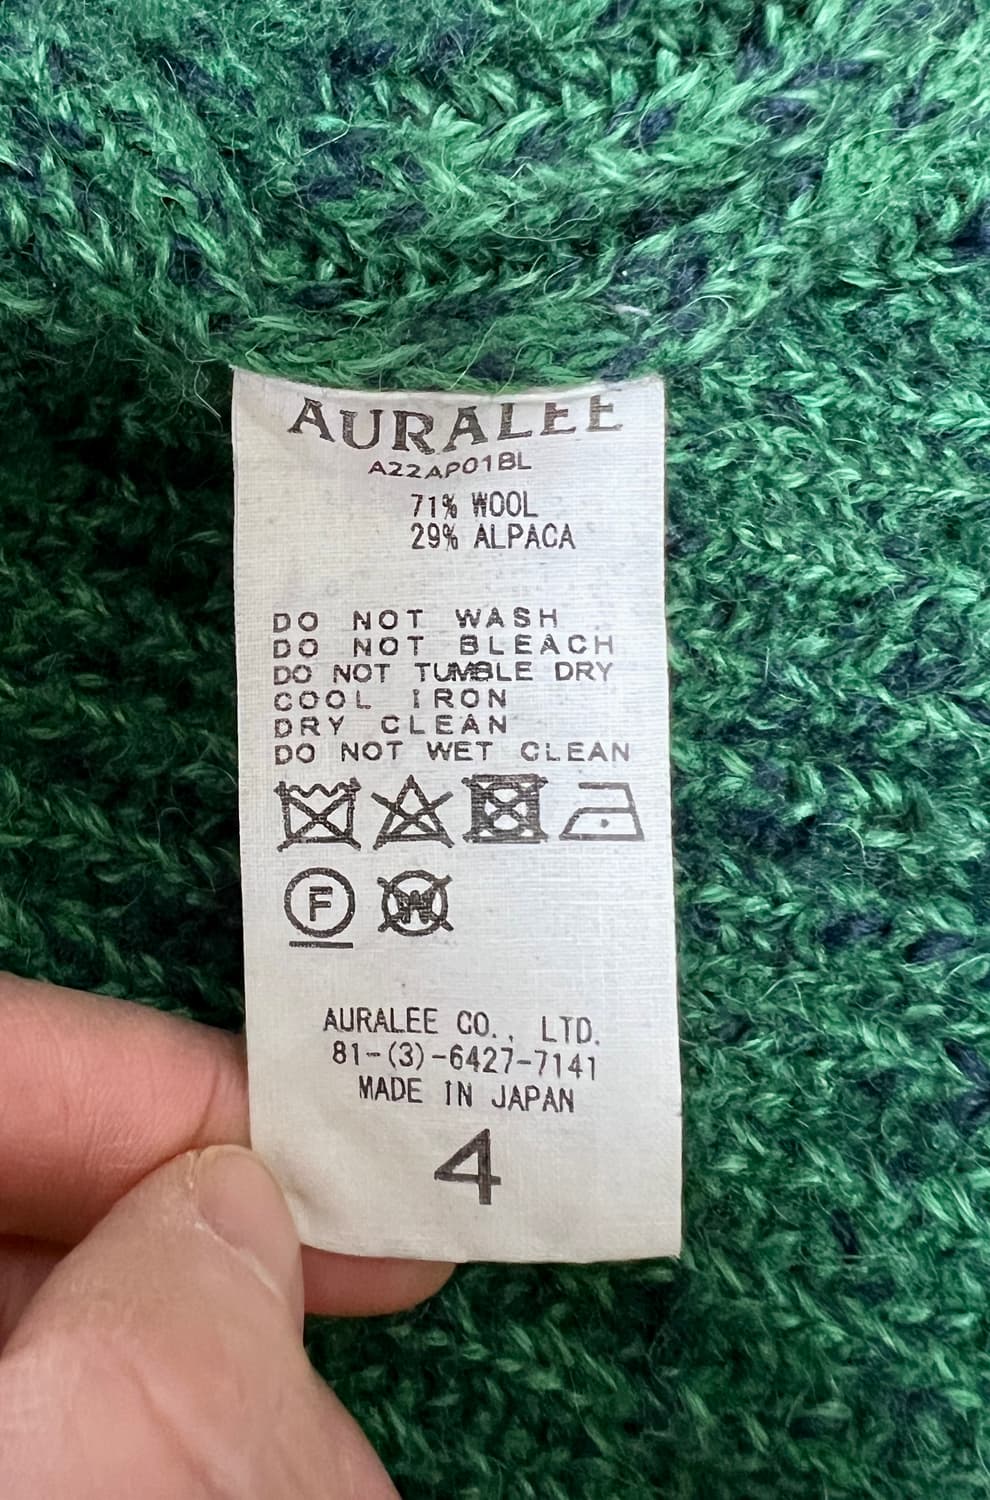 AURALEE
A22AP01BL
71% WOOL
29% ALPACA
DO NOT WASH
DO NOT BLEACH
DO NOT TUMBLE DRY
COOL IRON
DRY CLEAN
DO NOT WET CLEAN
F W
AURALEE CO., LTD.
81-(3)-6427-7141
MADE IN JAPAN
4